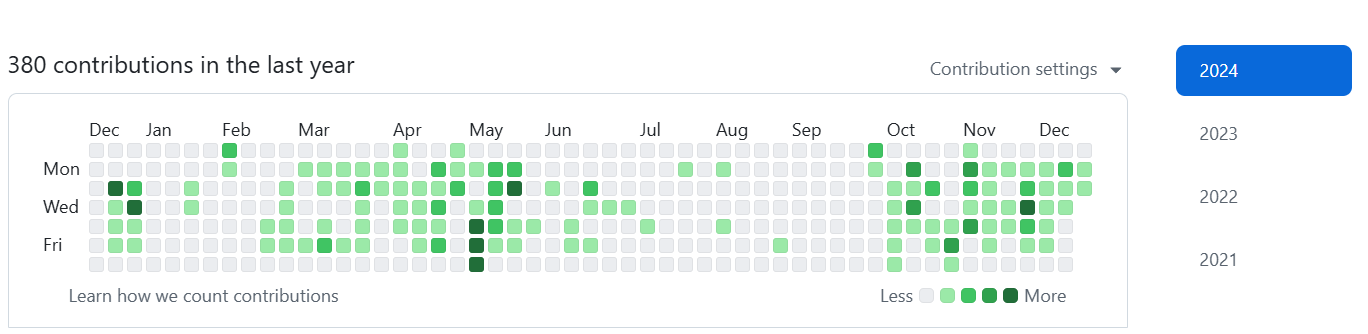 380 contributions in the last year
Contribution settings
2024
2023
2022
2021
Dec Jan Feb Mar Apr May Jun Jul Aug Sep Oct Nov Dec
Mon
Wed
Fri
Learn how we count contributions
Less More